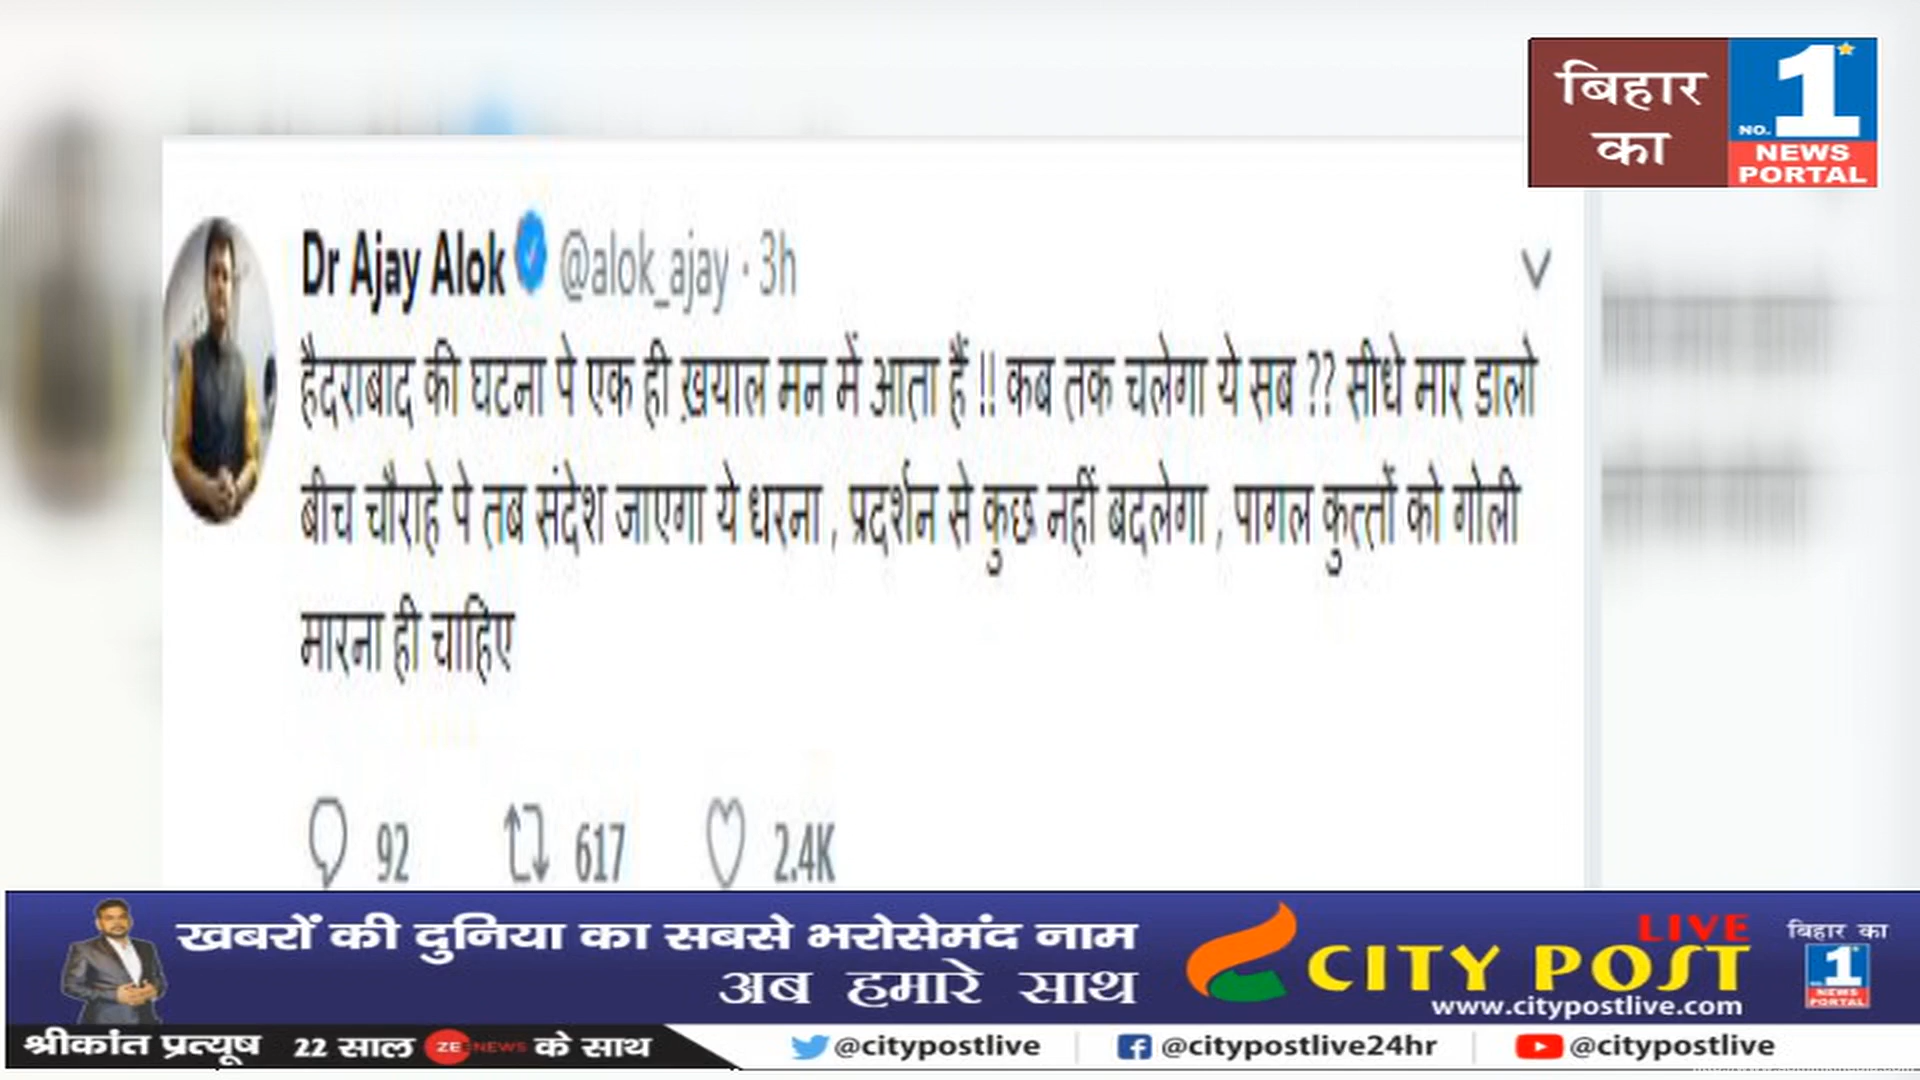 बिहार
का
NO. 1
NEWS
PORTAL
Dr Ajay Alok @alok_ajay · 3h
हैदराबाद की घटना पे एक ही ख़याल मन में आता हैं !! कब तक चलेगा ये सब ?? सीधे मार डालो
बीच चौराहे पे तब संदेश जाएगा ये धरना , प्रदर्शन से कुछ नहीं बदलेगा , पागल कुत्तों को गोली
मारना ही चाहिए
92 617 2.4K
खबरों की दुनिया का सबसे भरोसेमंद नाम
अब हमारे साथ
LIVE
CITY POST
www.citypostlive.com
बिहार का
NO. 1
NEWS
PORTAL
श्रीकांत प्रत्यूष 22 साल ZEE NEWS के साथ
@citypostlive @citypostlive24hr @citypostlive